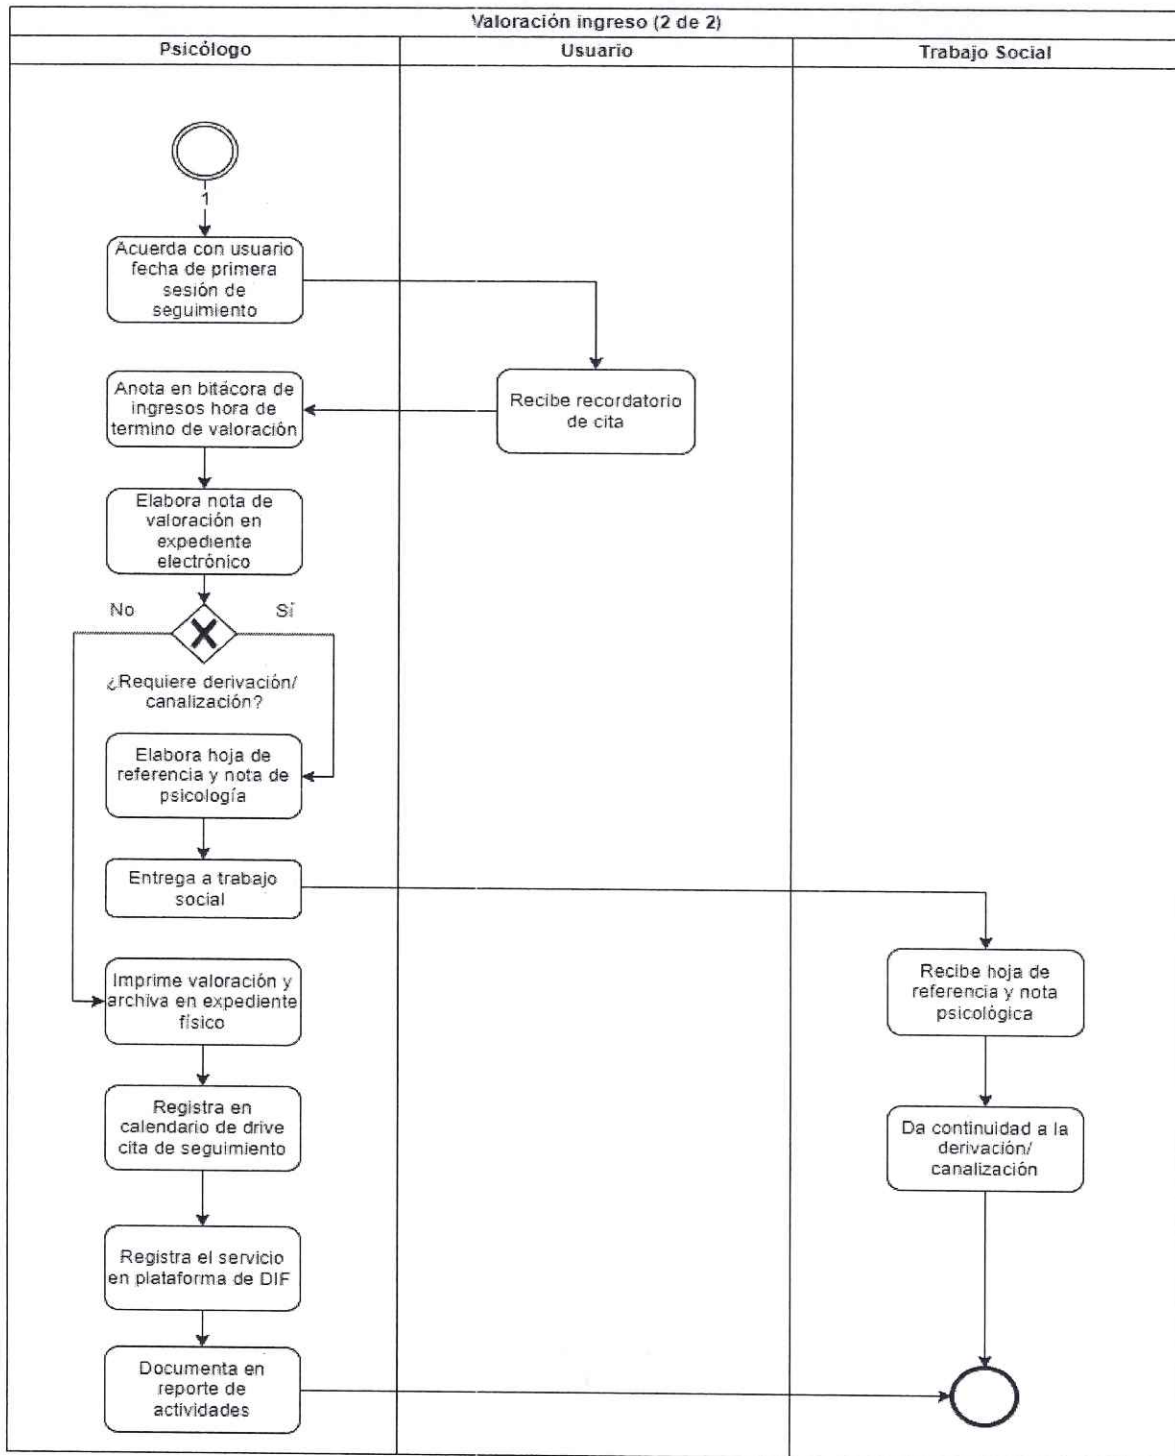 Valoración ingreso (2 de 2)
Psicólogo
Usuario
Trabajo Social
1
Acuerda con usuario
fecha de primera
sesión de
seguimiento
Recibe recordatorio
de cita
Anota en bitácora de
ingresos hora de
termino de valoración
Elabora nota de
valoración en
expediente
electrónico
No
Sí
¿Requiere derivación/
canalización?
Elabora hoja de
referencia y nota de
psicología
Entrega a trabajo
social
Recibe hoja de
referencia y nota
psicológica
Imprime valoración y
archiva en expediente
físico
Registra en
calendario de drive
cita de seguimiento
Da continuidad a la
derivación/
canalización
Registra el servicio
en plataforma de DIF
Documenta en
reporte de
actividades